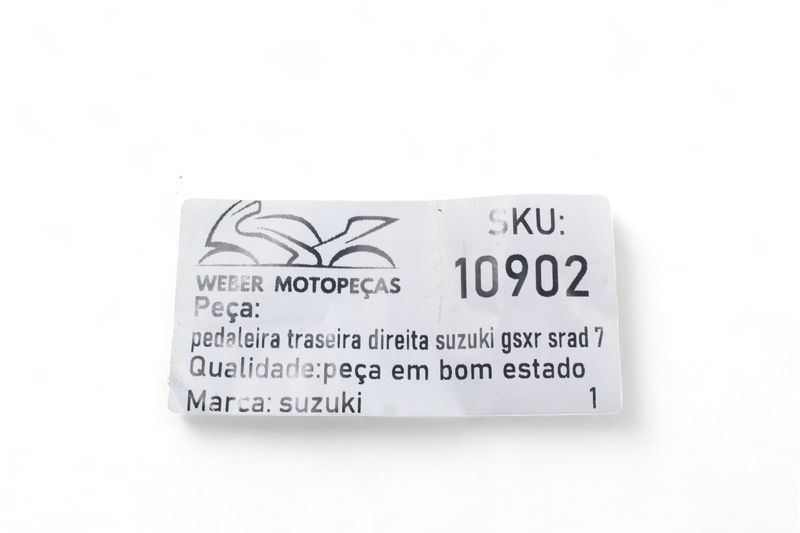 WEBER MOTOPEÇAS
SKU:
10902
Peça:
pedaleira traseira direita suzuki gsxr srad 7
Qualidade:peça em bom estado
Marca: suzuki
1